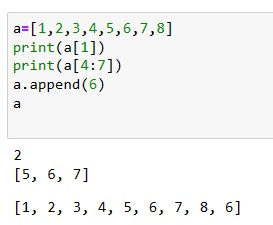 a=[1,2,3,4,5,6,7,8]
print(a[1])
print(a[4:7])
a.append(6)
a
2
[5, 6, 7]
[1, 2, 3, 4, 5, 6, 7, 8, 6]